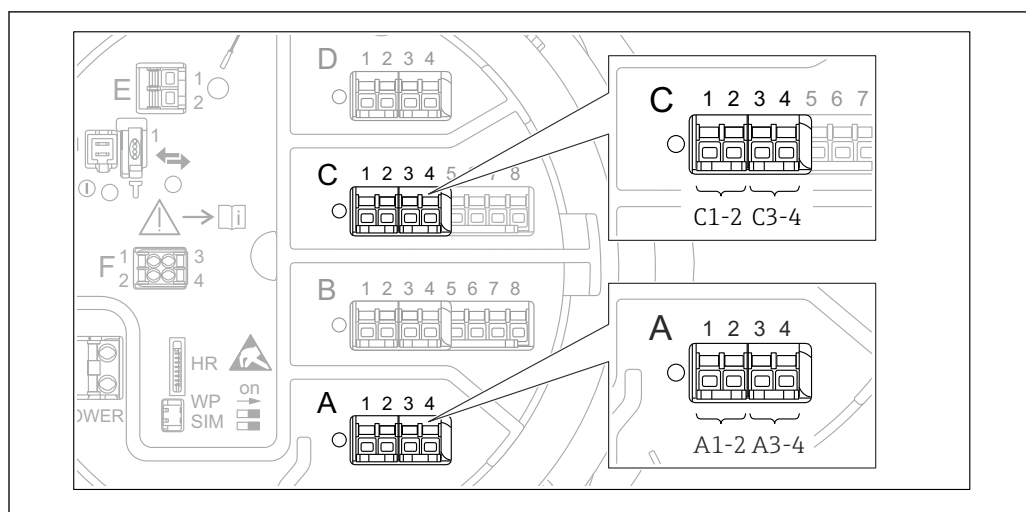 D 1 2 3 4
E 1
2
1
C 1 2 3 4 5 7 8
i
F 1 3
2 4
B 1 2 3 4 5 6 7 8
HR
on
WP
SIM
OWER
A 1 2 3 4
C 1 2 3 4 5 6 7
C1-2 C3-4
A 1 2 3 4
A1-2 A3-4